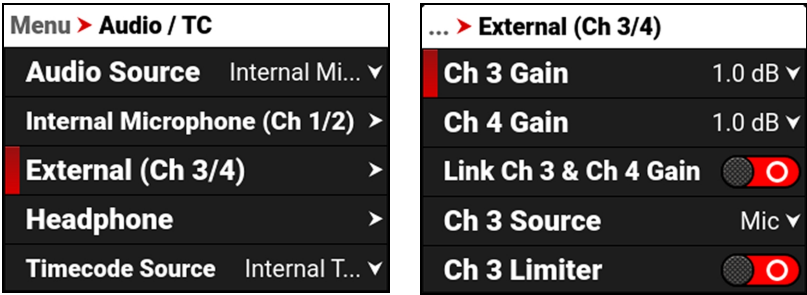 Menu > Audio / TC
Audio Source Internal Mi...
Internal Microphone (Ch 1/2)
External (Ch 3/4)
Headphone
Timecode Source Internal T...
... > External (Ch 3/4)
Ch 3 Gain 1.0 dB
Ch 4 Gain 1.0 dB
Link Ch 3 & Ch 4 Gain
Ch 3 Source Mic
Ch 3 Limiter